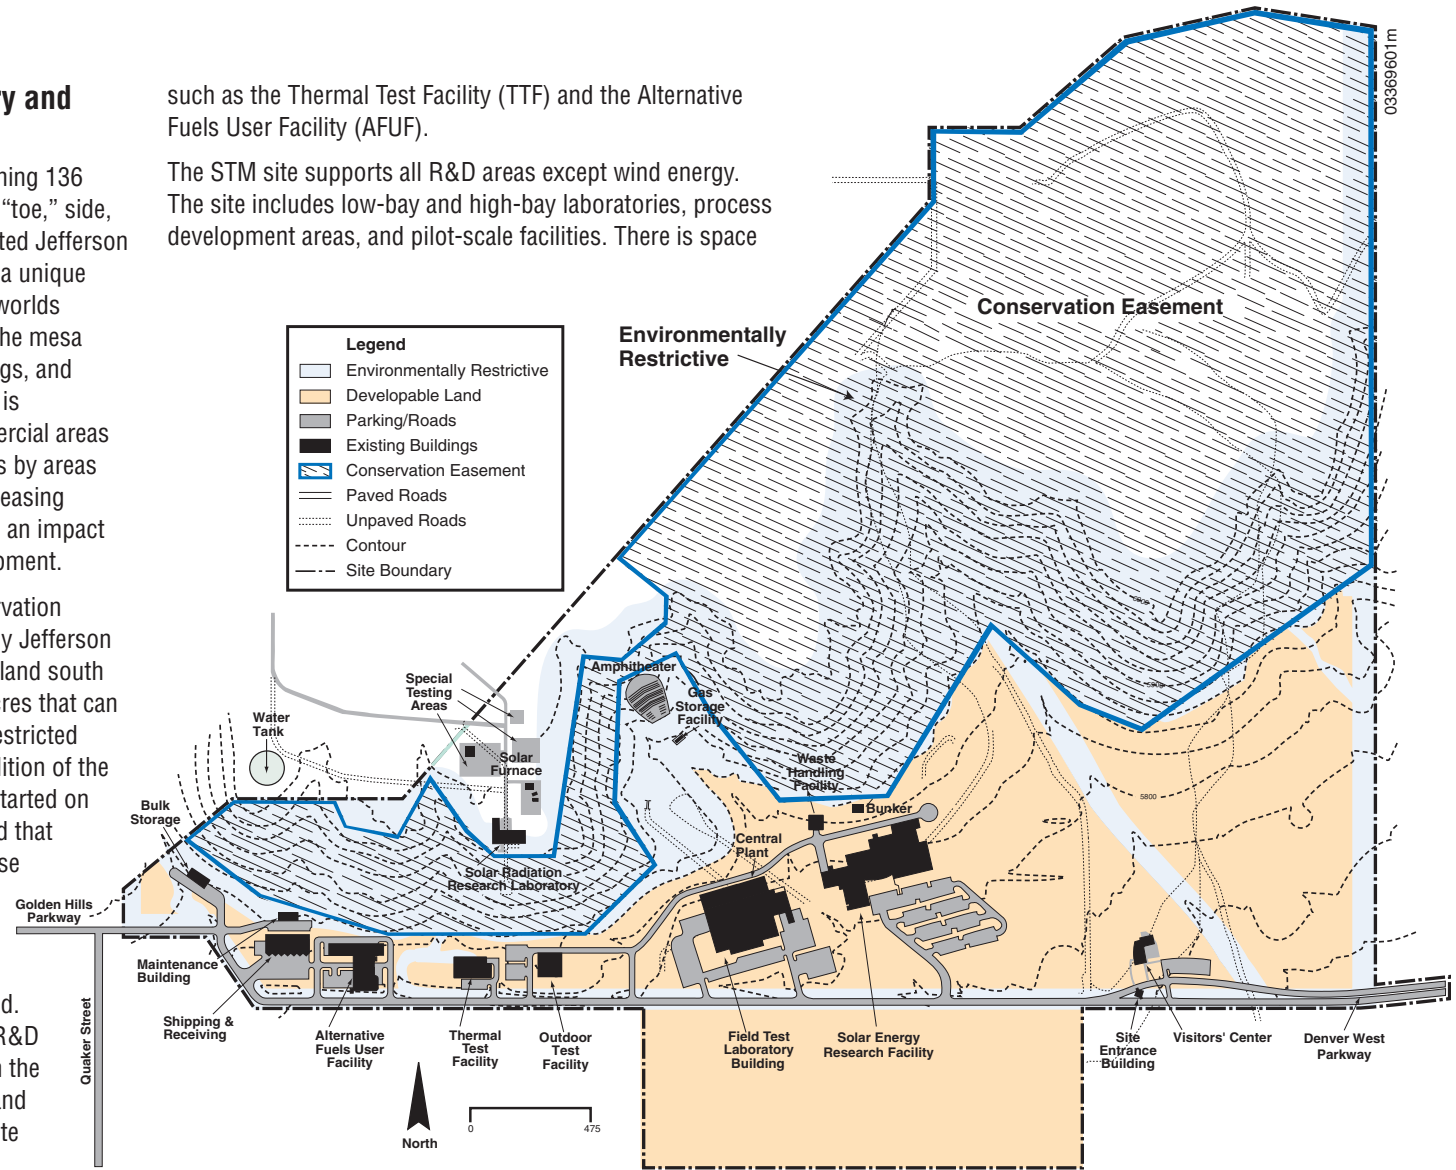 ry and
ning 136
“toe,” side,
ted Jefferson
a unique
worlds
he mesa
gs, and
is
ercial areas
s by areas
easing
an impact
pment.
rvation
y Jefferson
land south
cres that can
estricted
dition of the
tarted on
d that
se
d.
R&D
n the
and
te
such as the Thermal Test Facility (TTF) and the Alternative
Fuels User Facility (AFUF).
The STM site supports all R&D areas except wind energy.
The site includes low-bay and high-bay laboratories, process
development areas, and pilot-scale facilities. There is space
03369601m
Legend
Environmentally Restrictive
Developable Land
Parking/Roads
Existing Buildings
Conservation Easement
Paved Roads
Unpaved Roads
Contour
Site Boundary
Environmentally
Restrictive
Conservation Easement
Amphitheater
Gas
Storage
Facility
Special
Testing
Areas
Water
Tank
Solar
Furnace
Waste
Handling
Facility
Bunker
Bulk
Storage
Central
Plant
Solar Radiation
Research Laboratory
5900
5800
Golden Hills
Parkway
Maintenance
Building
Shipping &
Receiving
Quaker Street
Alternative
Fuels User
Facility
Thermal
Test
Facility
Outdoor
Test
Facility
Field Test
Laboratory
Building
Solar Energy
Research Facility
Site
Entrance
Building
Visitors' Center
Denver West
Parkway
North
0
475